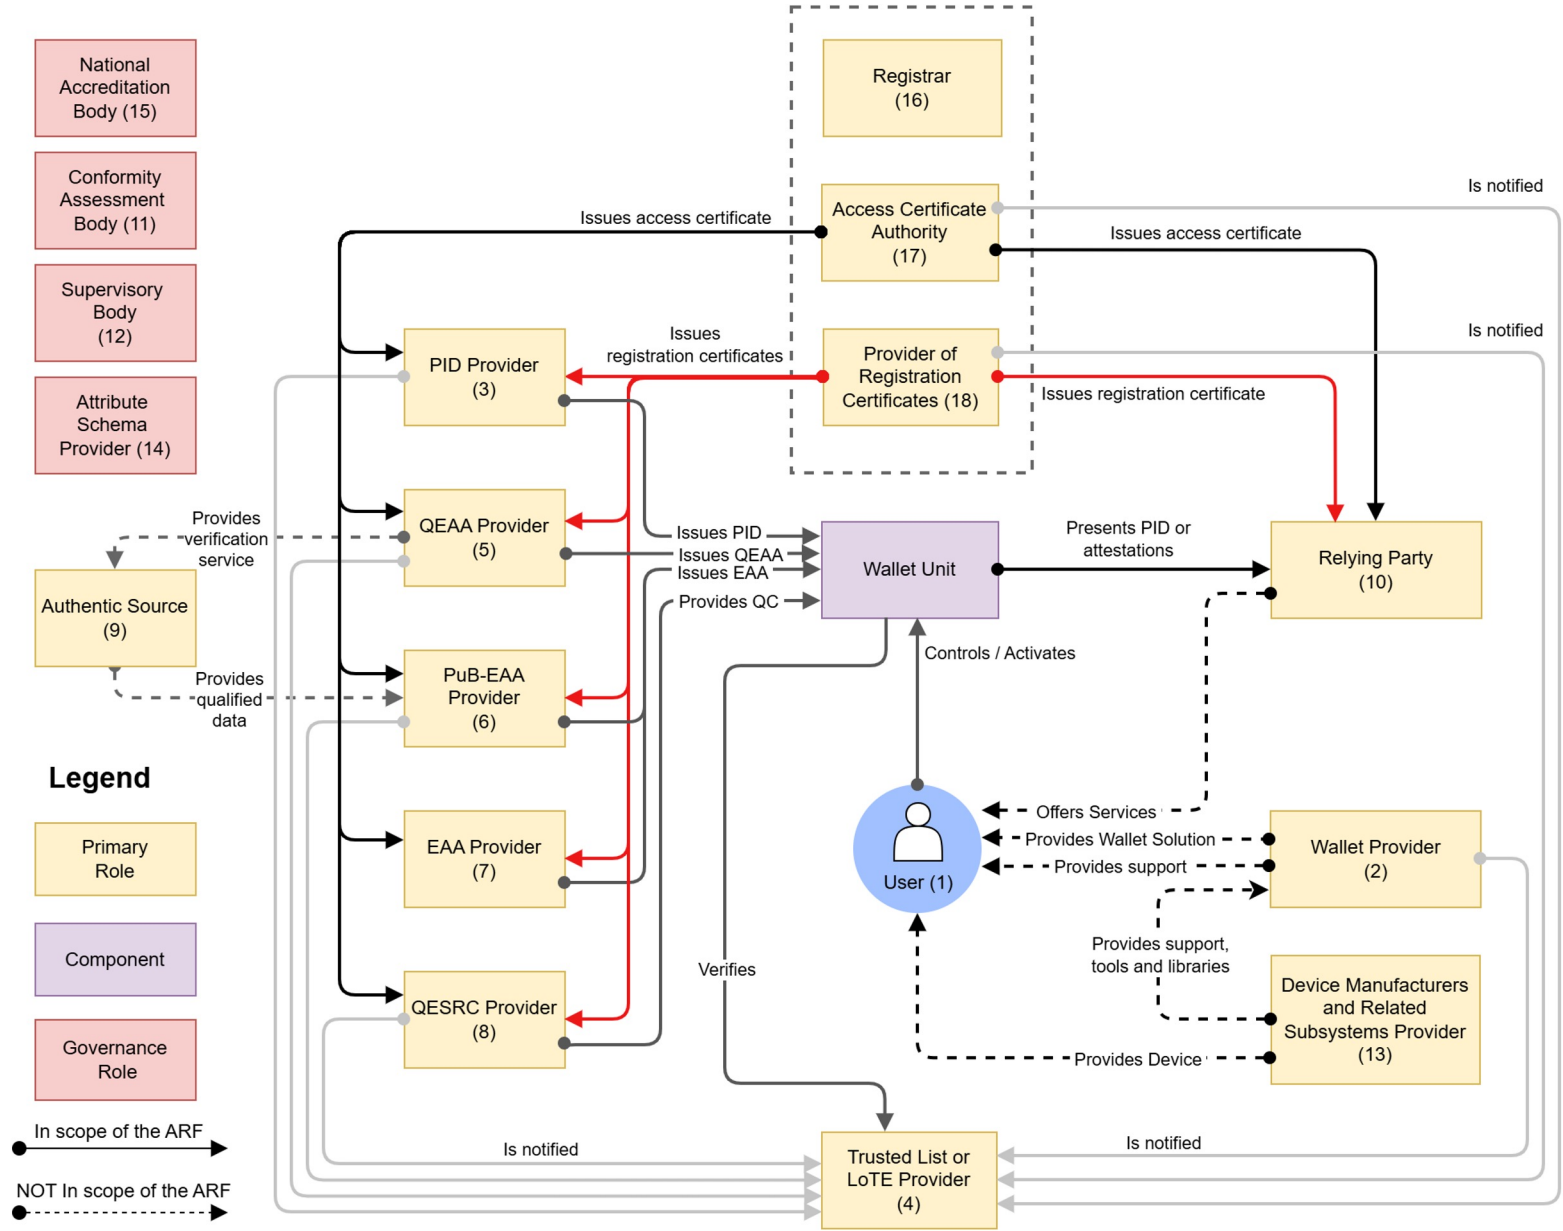 National
Accreditation
Body (15)
Conformity
Assessment
Body (11)
Supervisory
Body
(12)
Attribute
Schema
Provider (14)
Registrar
(16)
Access Certificate
Authority
(17)
Provider of
Registration
Certificates (18)
Is notified
Issues access certificate
Issues access certificate
Is notified
Issues
registration certificates
Issues registration certificate
PID Provider
(3)
QEAA Provider
(5)
PuB-EAA
Provider
(6)
EAA Provider
(7)
QESRC Provider
(8)
Provides
verification
service
Authentic Source
(9)
Provides
qualified
data
Issues PID
Issues QEAA
Issues EAA
Provides QC
Wallet Unit
Presents PID or
attestations
Relying Party
(10)
Controls / Activates
User (1)
Offers Services
Provides Wallet Solution
Provides support
Wallet Provider
(2)
Provides support,
tools and libraries
Device Manufacturers
and Related
Subsystems Provider
(13)
Provides Device
Verifies
Is notified
Is notified
Trusted List or
LoTE Provider
(4)
Legend
Primary
Role
Component
Governance
Role
In scope of the ARF
NOT In scope of the ARF